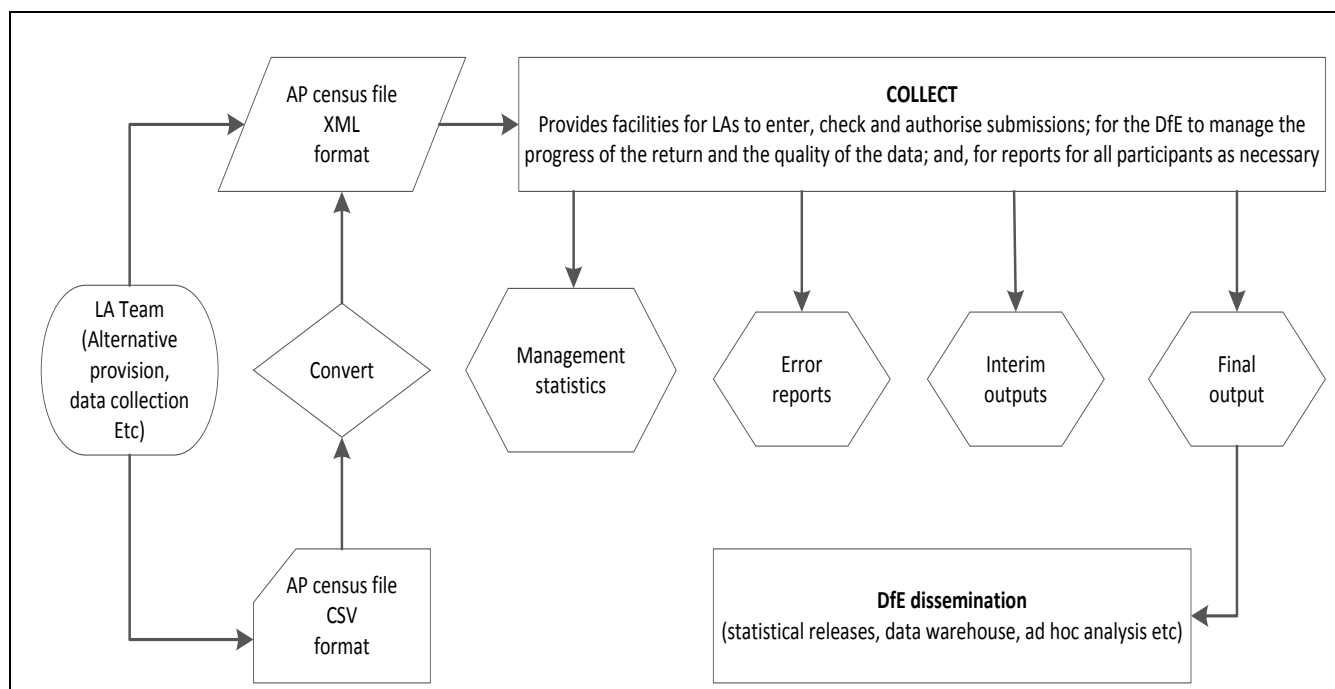 AP census file
XML
format
COLLECT
Provides facilities for LAs to enter, check and authorise submissions; for the DfE to manage the
progress of the return and the quality of the data; and, for reports for all participants as necessary
LA Team
(Alternative
provision,
data collection
Etc)
Convert
Management
statistics
Error
reports
Interim
outputs
Final
output
AP census file
CSV
format
DfE dissemination
(statistical releases, data warehouse, ad hoc analysis etc)